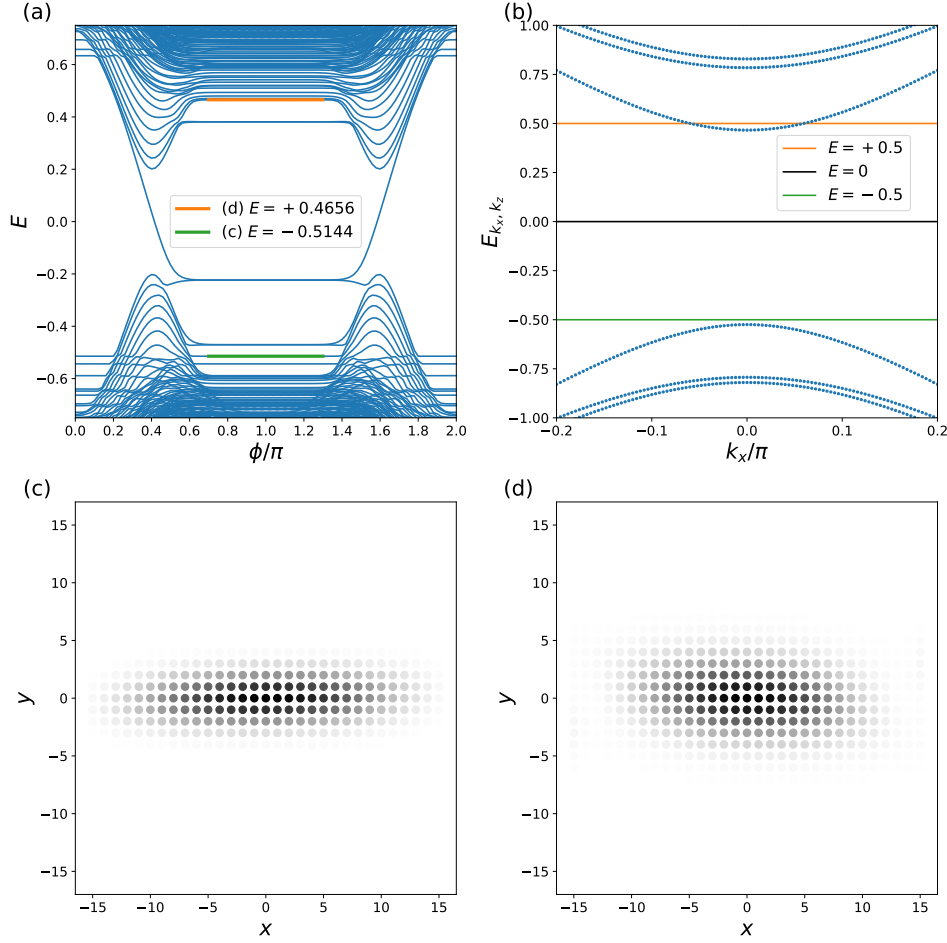 (a)
0.6
0.4
0.2
0.0
−0.2
−0.4
−0.6
E
(d) E = +0.4656
(c) E = −0.5144
0.0 0.2 0.4 0.6 0.8 1.0 1.2 1.4 1.6 1.8 2.0
ϕ/π
(b)
1.00
0.75
0.50
0.25
0.00
−0.25
−0.50
−0.75
−1.00
E_{k_x, k_z}
E = +0.5
E = 0
E = −0.5
−0.2 −0.1 0.0 0.1 0.2
k_x/π
(c)
15
10
5
0
−5
−10
−15
y
−15 −10 −5 0 5 10 15
x
(d)
15
10
5
0
−5
−10
−15
y
−15 −10 −5 0 5 10 15
x